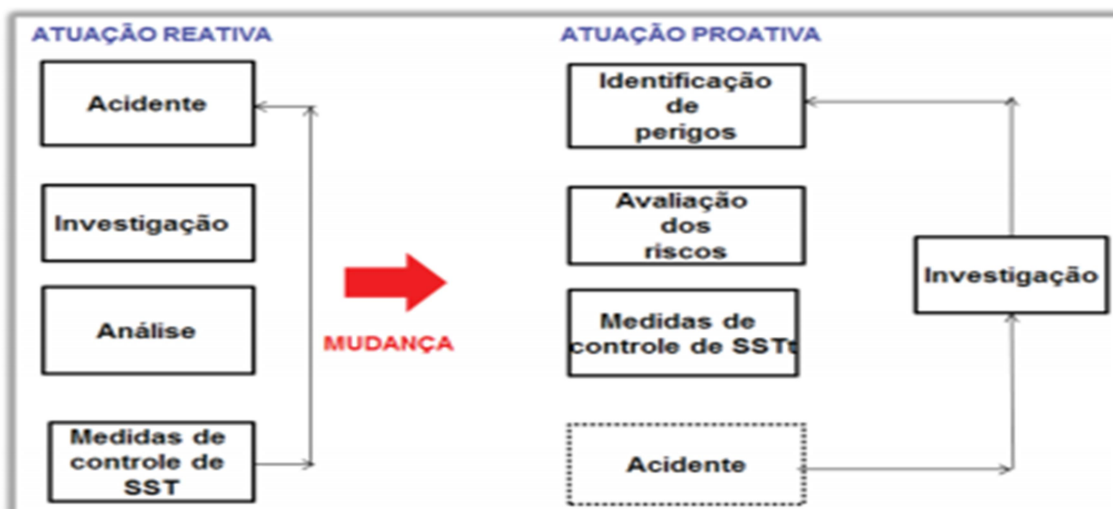 ATUAÇÃO REATIVA
Acidente
Investigação
Análise
Medidas de
controle de
SST
MUDANÇA
ATUAÇÃO PROATIVA
Identificação
de
perigos
Avaliação
dos
riscos
Medidas de
controle de SSTt
Acidente
Investigação